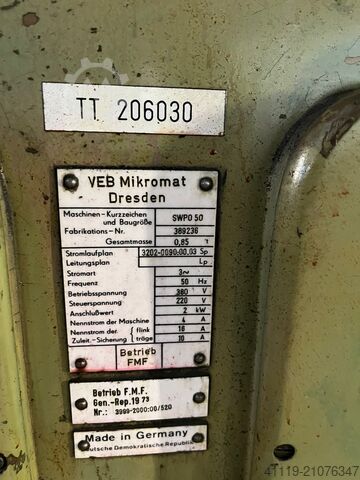 TT 206030
VEB Mikromat
Dresden
Maschinen-Kurzzeichen und Baugröße SWPO 50
Fabrikations-Nr. 389236
Gesamtmasse 0,85 T
Stromlaufplan 3202-0090:00.03 Sp
Leitungsplan Lp
Stromart 3~
Frequenz 50 Hz
Betriebsspannung 380 V
Steuerspannung 220 V
Anschlußwert 2 kW
Nennstrom der Maschine 4 A
Nennstrom der Zuleit.-Sicherung { flink 16 A
träge 10 A
Betrieb
FMF
Betrieb F.M.F.
Gen.-Rep.19 73
Nr.: 3999-2000:00/520
Made in Germany
Deutsche Demokratische Republik
41119-21076347